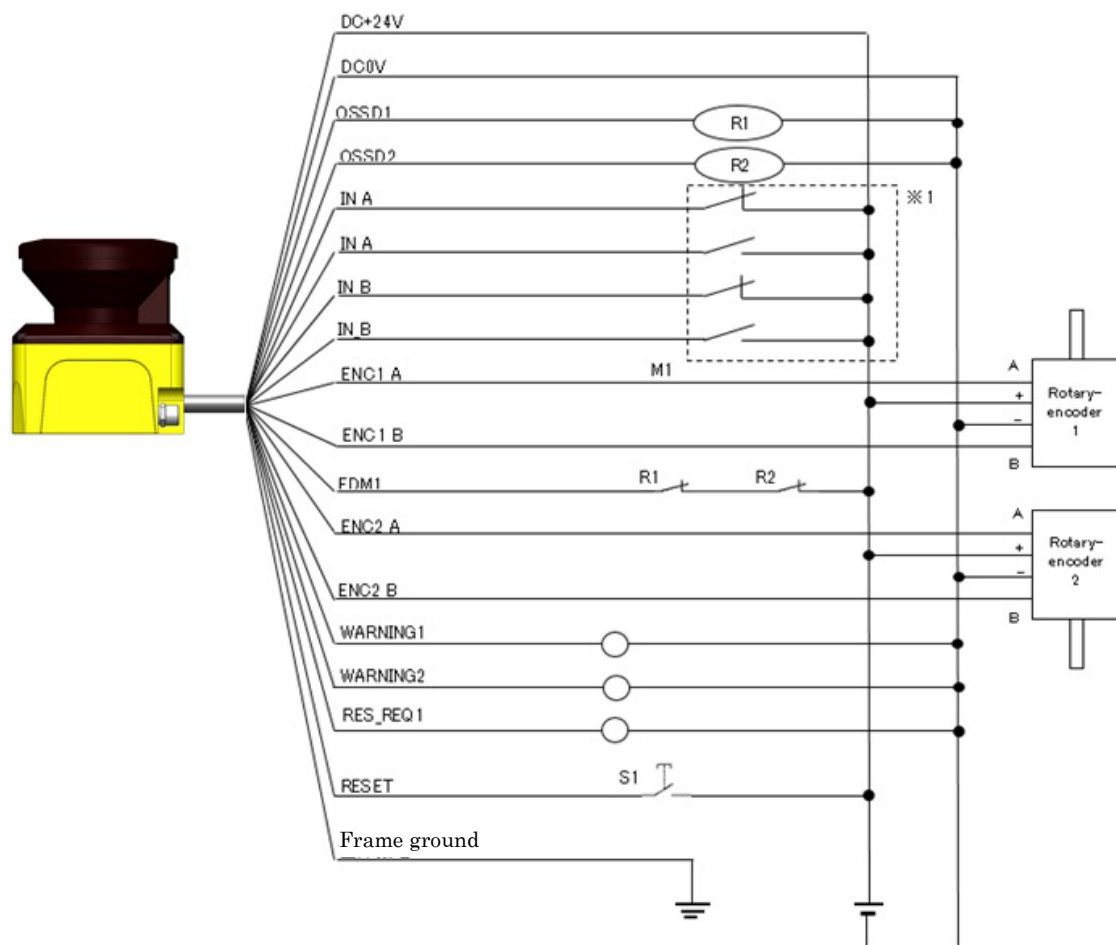 DC+24V
DC0V
OSSD1
R1
OSSD2
R2
IN A
※1
IN A
IN B
IN_B
ENC1 A
M1
A
+
Rotary-
encoder
1
−
ENC1 B
B
EDM1
R1
R2
ENC2 A
A
+
Rotary-
encoder
2
−
ENC2 B
B
WARNING1
WARNING2
RES_REQ1
RESET
S1
Frame ground